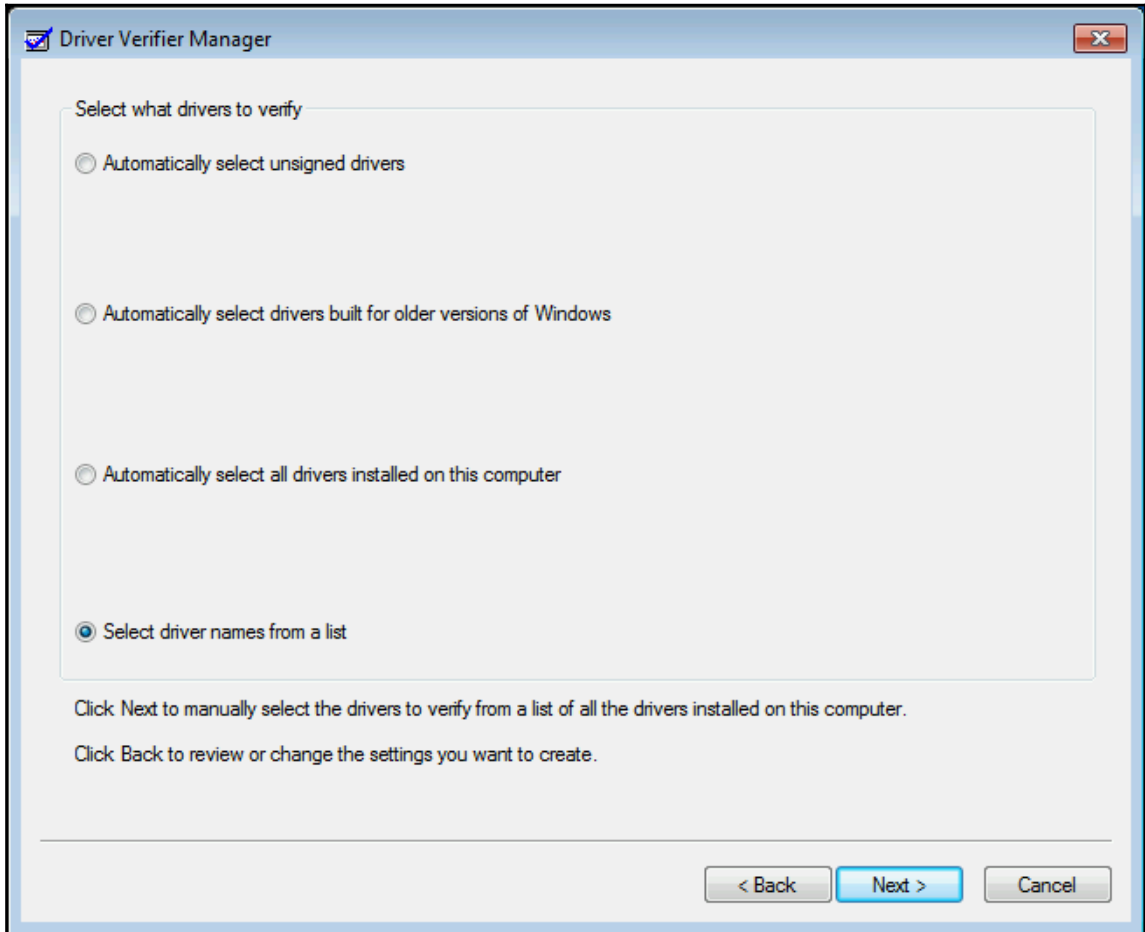 Driver Verifier Manager
Select what drivers to verify
Automatically select unsigned drivers
Automatically select drivers built for older versions of Windows
Automatically select all drivers installed on this computer
Select driver names from a list
Click Next to manually select the drivers to verify from a list of all the drivers installed on this computer.
Click Back to review or change the settings you want to create.
< Back Next > Cancel